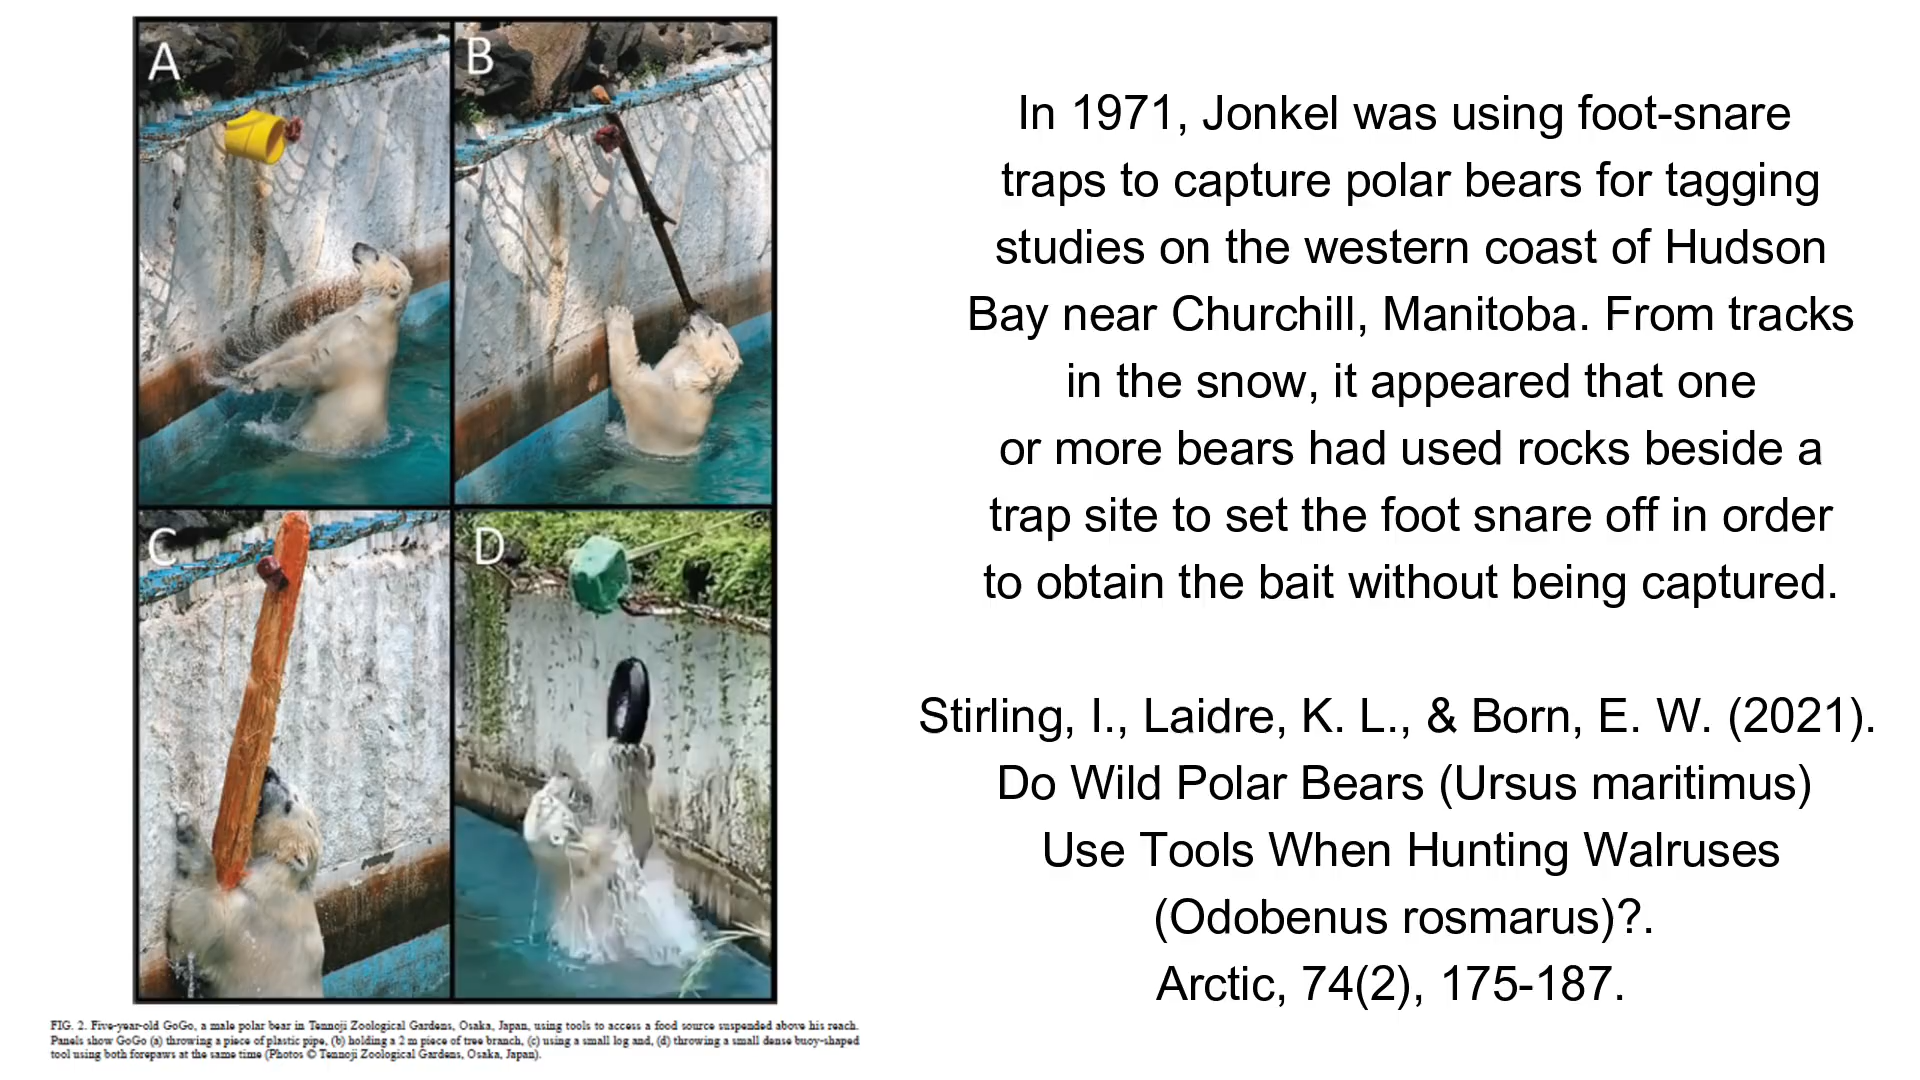 A
B
C
D
FIG. 2. Five-year-old GoGo, a male polar bear in Tennoji Zoological Gardens, Osaka, Japan, using tools to access a food source suspended above his reach.
Panels show GoGo (a) throwing a piece of plastic pipe, (b) holding a 2 m piece of tree branch, (c) using a small log and, (d) throwing a small dense buoy-shaped
tool using both forepaws at the same time (Photos © Tennoji Zoological Gardens, Osaka, Japan).
In 1971, Jonkel was using foot-snare
traps to capture polar bears for tagging
studies on the western coast of Hudson
Bay near Churchill, Manitoba. From tracks
in the snow, it appeared that one
or more bears had used rocks beside a
trap site to set the foot snare off in order
to obtain the bait without being captured.
Stirling, I., Laidre, K. L., & Born, E. W. (2021).
Do Wild Polar Bears (Ursus maritimus)
Use Tools When Hunting Walruses
(Odobenus rosmarus)?.
Arctic, 74(2), 175-187.